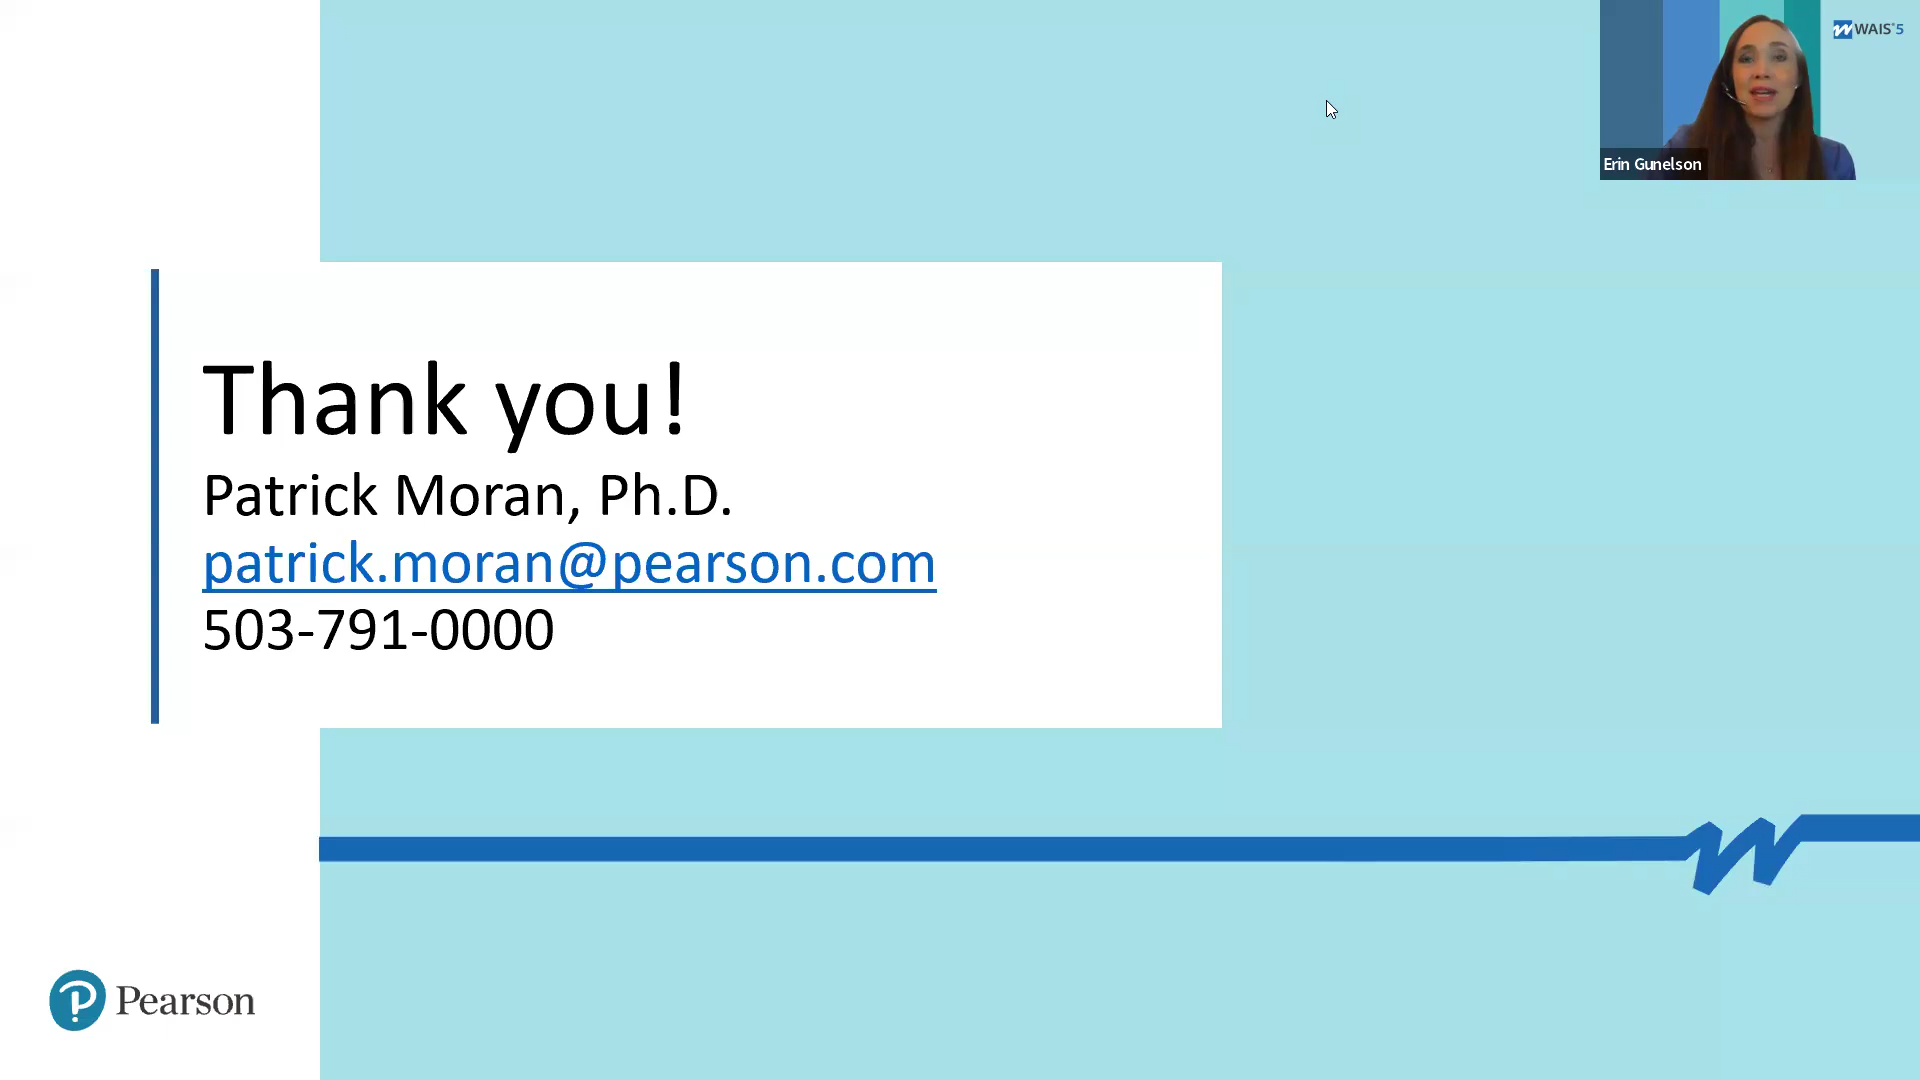 WAIS®5
Erin Gunelson
Thank you!
Patrick Moran, Ph.D.
patrick.moran@pearson.com
503-791-0000
Pearson